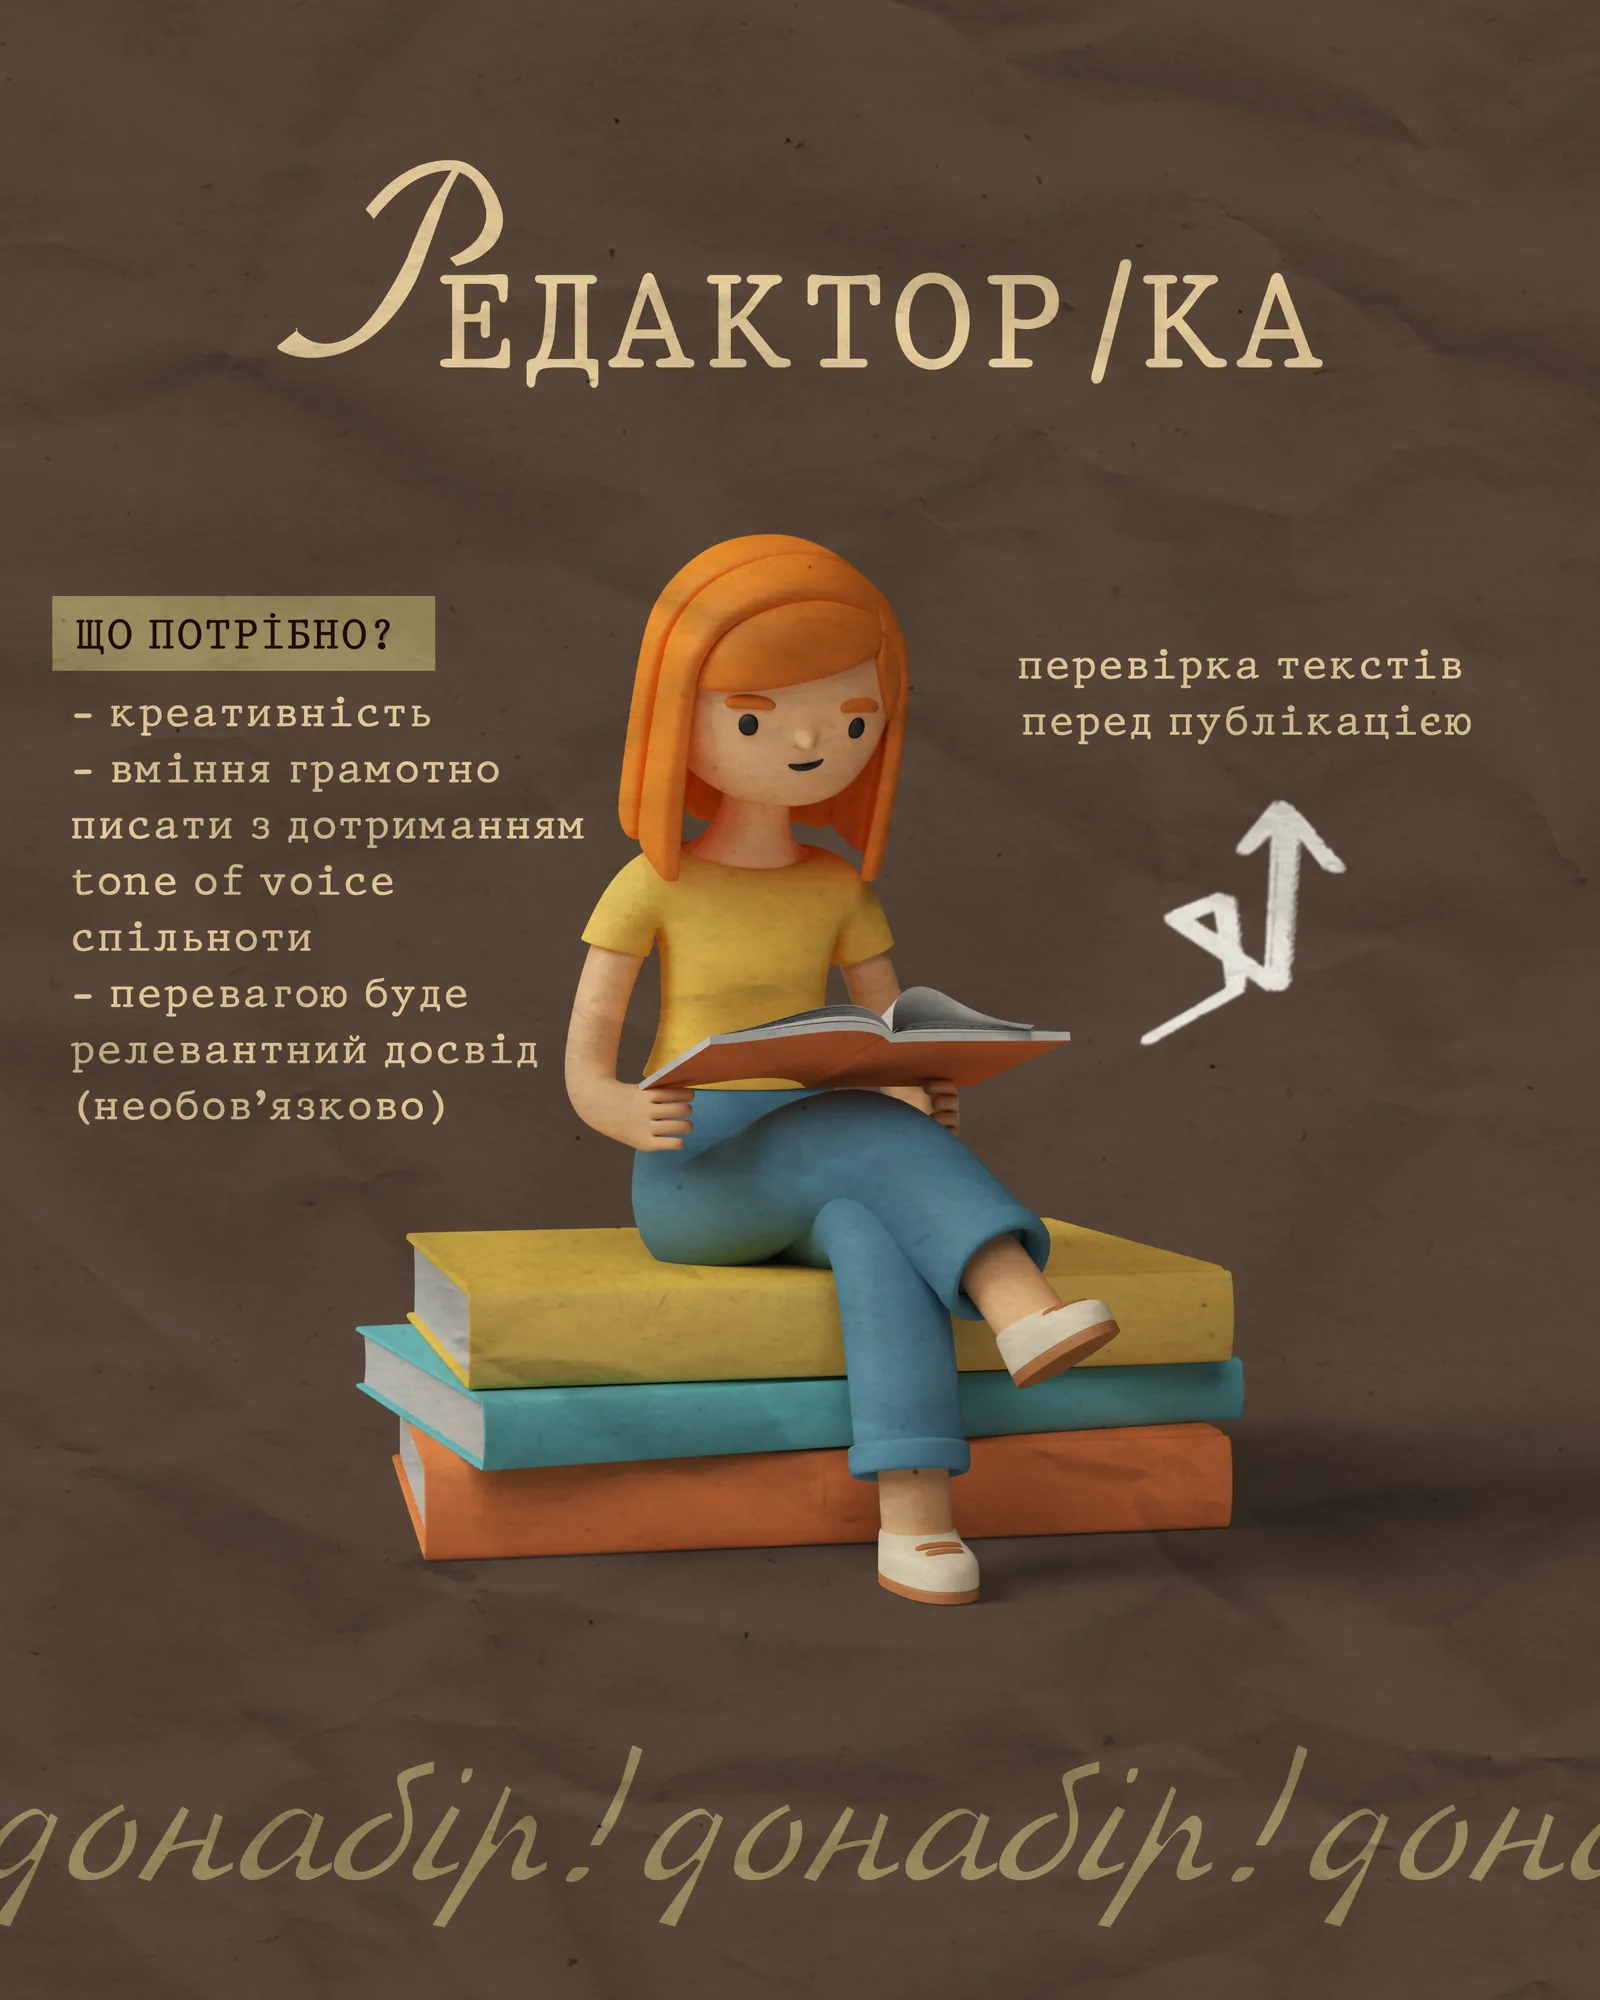 РЕДАКТОР/КА
ЩО ПОТРІБНО?
- креативність
- вміння грамотно
писати з дотриманням
tone of voice
спільноти
- перевагою буде
релевантний досвід
(необов’язково)
перевірка текстів
перед публікацією
донабір! донабір! дона